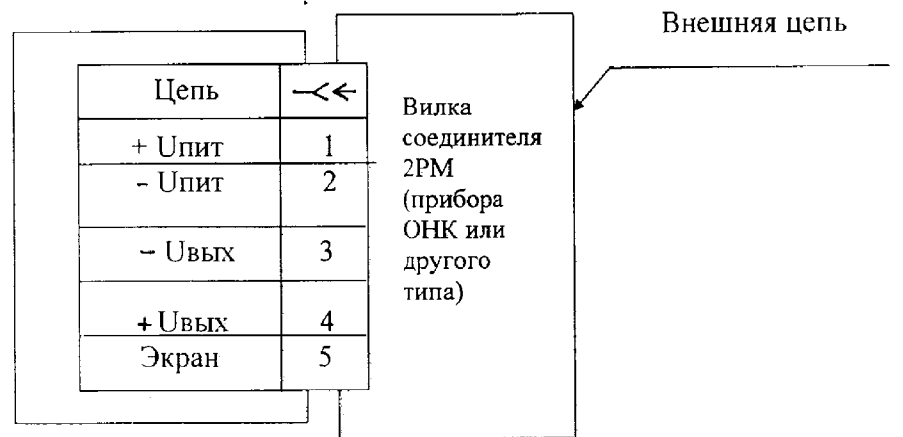 Внешняя цепь
Цепь
+ Uпит 1
- Uпит 2
- Uвых 3
+ Uвых 4
Экран 5
Вилка
соединителя
2РМ
(прибора
ОНК или
другого
типа)